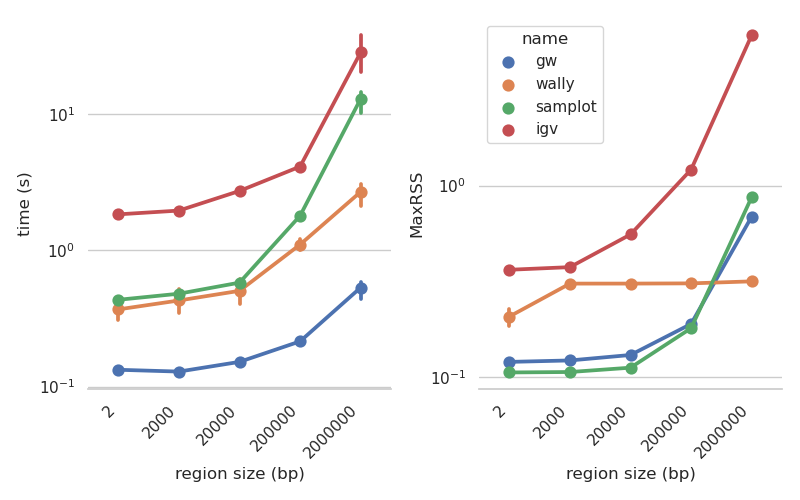 time (s)
10¹
10⁰
10⁻¹
2
2000
20000
200000
2000000
region size (bp)
MaxRSS
10⁰
10⁻¹
name
gw
wally
samplot
igv
2
2000
20000
200000
2000000
region size (bp)